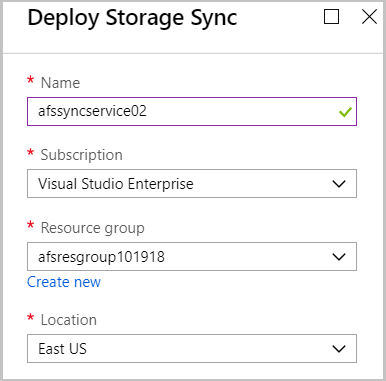 Deploy Storage Sync
* Name
afssyncservice02
* Subscription
Visual Studio Enterprise
* Resource group
afsresgroup101918
Create new
* Location
East US